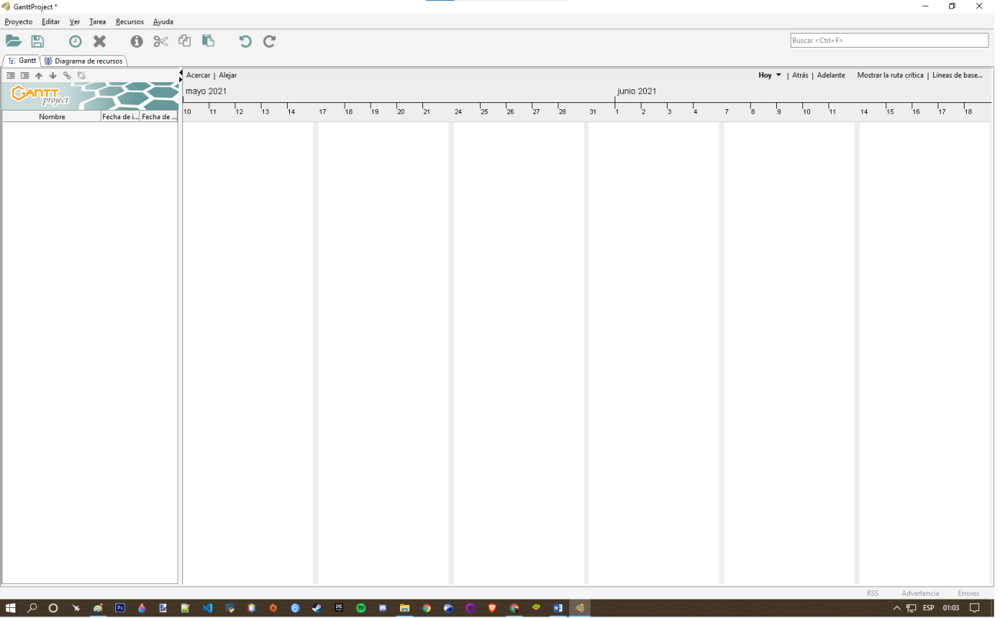 GanttProject *
Proyecto Editar Ver Tarea Recursos Ayuda
Buscar <Ctrl+F>
Gantt Diagrama de recursos
Acercar | Alejar Hoy | Atrás | Adelante Mostrar la ruta crítica | Líneas de base...
GANTT project
mayo 2021 junio 2021
Nombre Fecha de i... Fecha de ...
10 11 12 13 14 17 18 19 20 21 24 25 26 27 28 31 1 2 3 4 7 8 9 10 11 14 15 16 17 18
RSS Advertencia Errores
Ps EPIC ESP 01:03